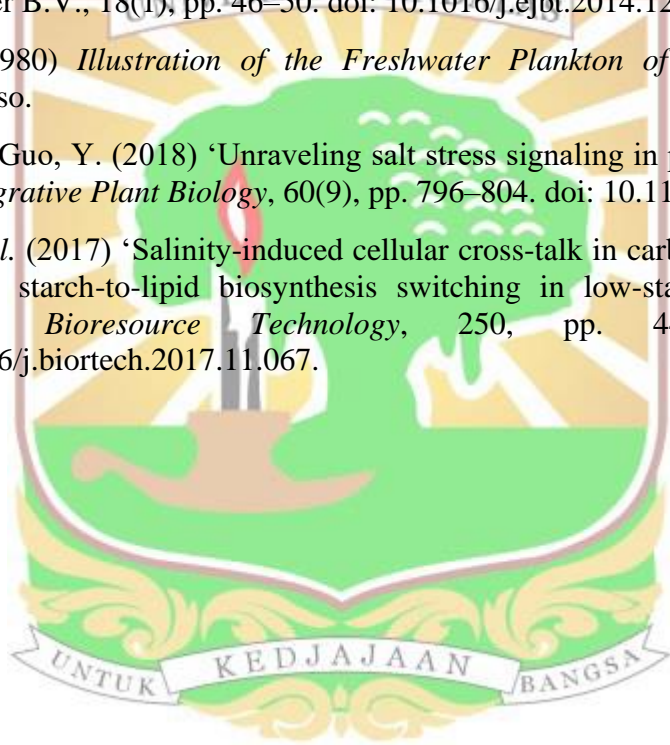 er B.V., 18(1), pp. 46–50. doi: 10.1016/j.ejbt.2014.12
UN
AS
980) Illustration of the Freshwater Plankton of
so.
Guo, Y. (2018) ‘Unraveling salt stress signaling in p
grative Plant Biology, 60(9), pp. 796–804. doi: 10.11
l. (2017) ‘Salinity-induced cellular cross-talk in carb
starch-to-lipid biosynthesis switching in low-sta
Bioresource Technology, 250, pp. 4
6/j.biortech.2017.11.067.
UNTUK KEDJAJAAN BANGSA